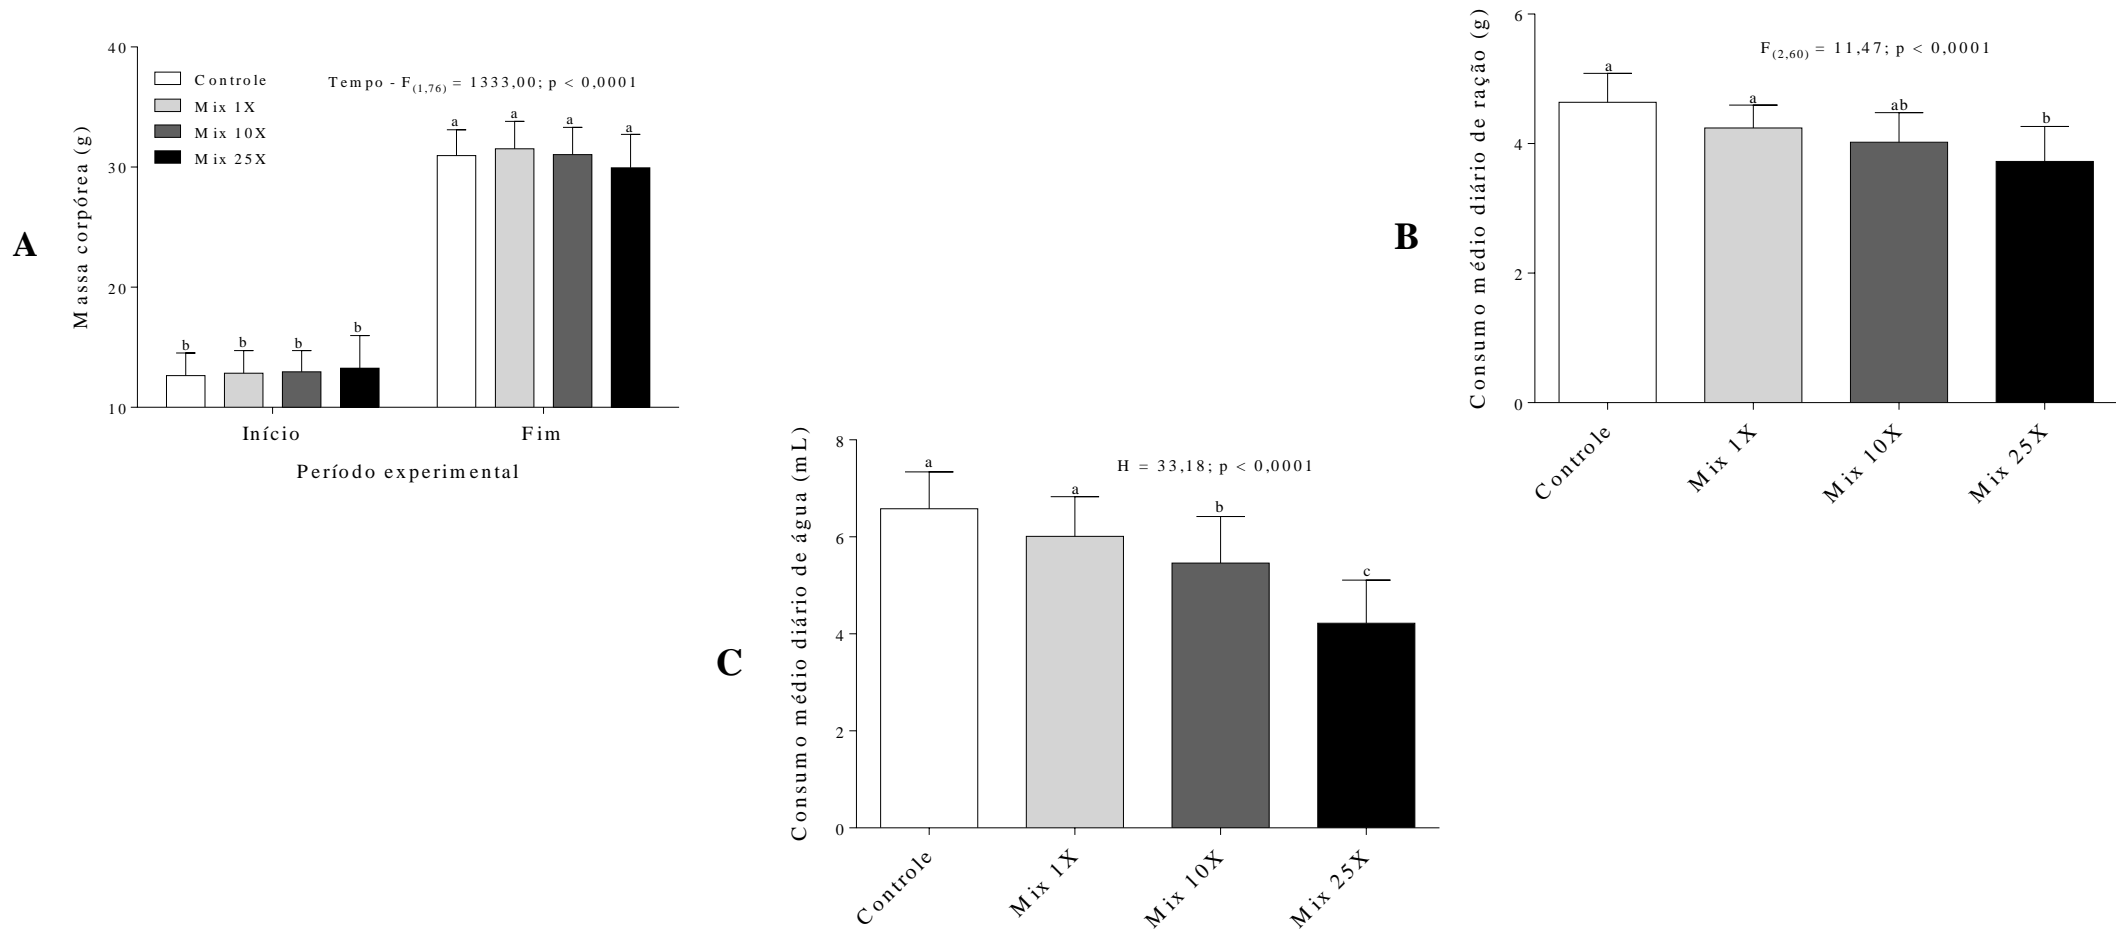 A
Massa corpórea (g)
40
30
20
10
Controle
Mix 1X
Mix 10X
Mix 25X
Tempo - F(1,76) = 1333,00; p < 0,0001
b
b
b
b
a
a
a
a
Início
Fim
Período experimental
B
Consumo médio diário de ração (g)
6
4
2
0
F(2,60) = 11,47; p < 0,0001
a
a
ab
b
Controle
Mix 1X
Mix 10X
Mix 25X
C
Consumo médio diário de água (mL)
8
6
4
2
0
H = 33,18; p < 0,0001
a
a
b
c
Controle
Mix 1X
Mix 10X
Mix 25X